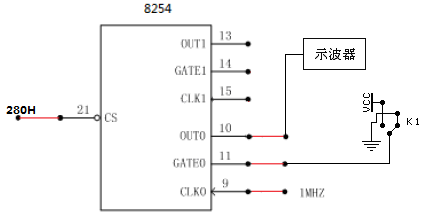 8254
OUT1 13
示波器
GATE1 14
CLK1 15
VCC
280H 21 CS
K1
OUT0 10
GATE0 11
CLK0 9 1MHZ